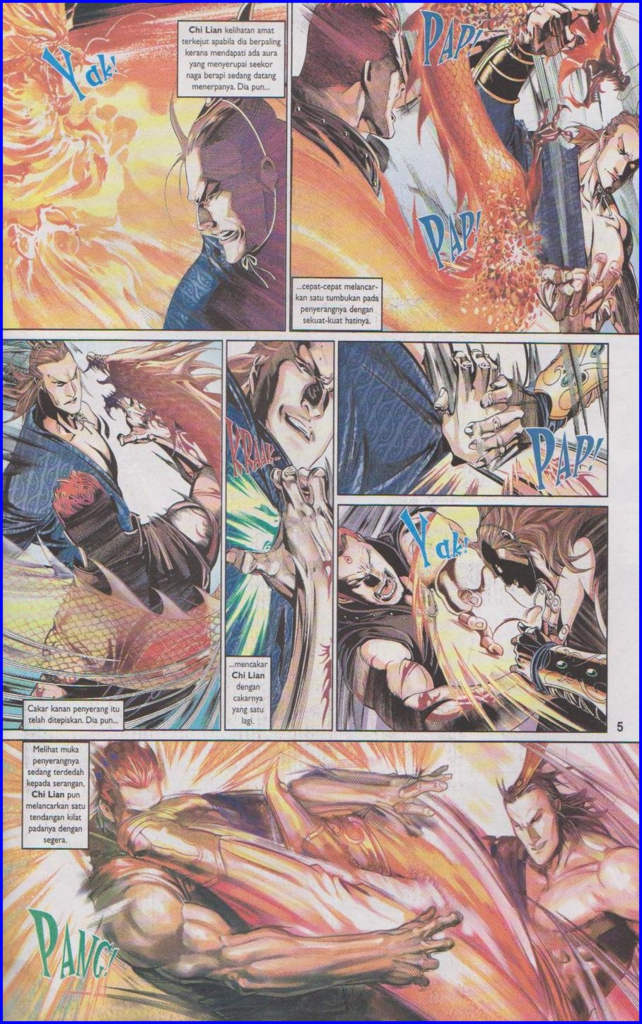 Yak!
Chi Lian kelihatan amat
terkejut apabila dia berpaling
kerana mendapati ada aura
yang menyerupai seekor
naga berapi sedang datang
menerpanya. Dia pun...
PAP!
PAP!
...cepat-cepat melancar-
kan satu tumbukan pada
penyerangnya dengan
sekuat-kuat hatinya.
Cakar kanan penyerang itu
telah ditepiskan. Dia pun...
KRAAK!
...mencakar
Chi Lian
dengan
cakarnya
yang satu
lagi.
PAP!
Yak!
5
Melihat muka
penyerangnya
sedang terdedah
kepada serangan,
Chi Lian pun
melancarkan satu
tendangan kilat
padanya dengan
segera.
PANG!